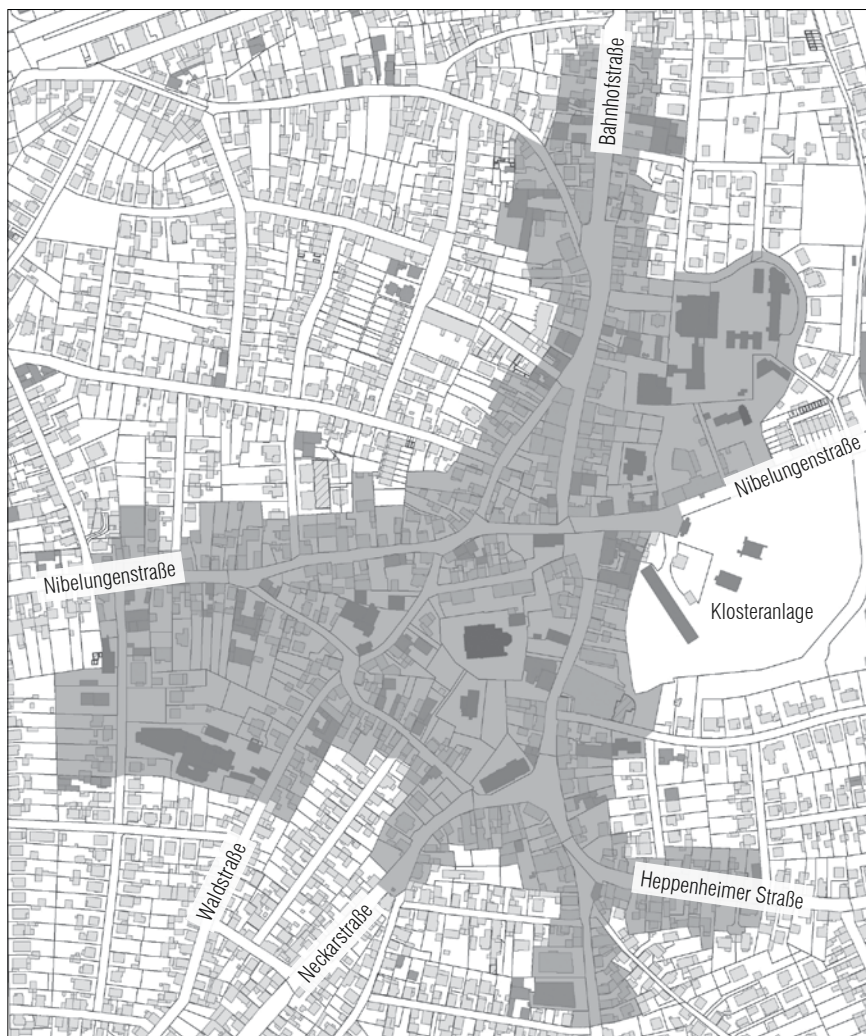 Bahnhofstraße
Nibelungenstraße
Nibelungenstraße
Klosteranlage
Waldstraße
Neckarstraße
Heppenheimer Straße